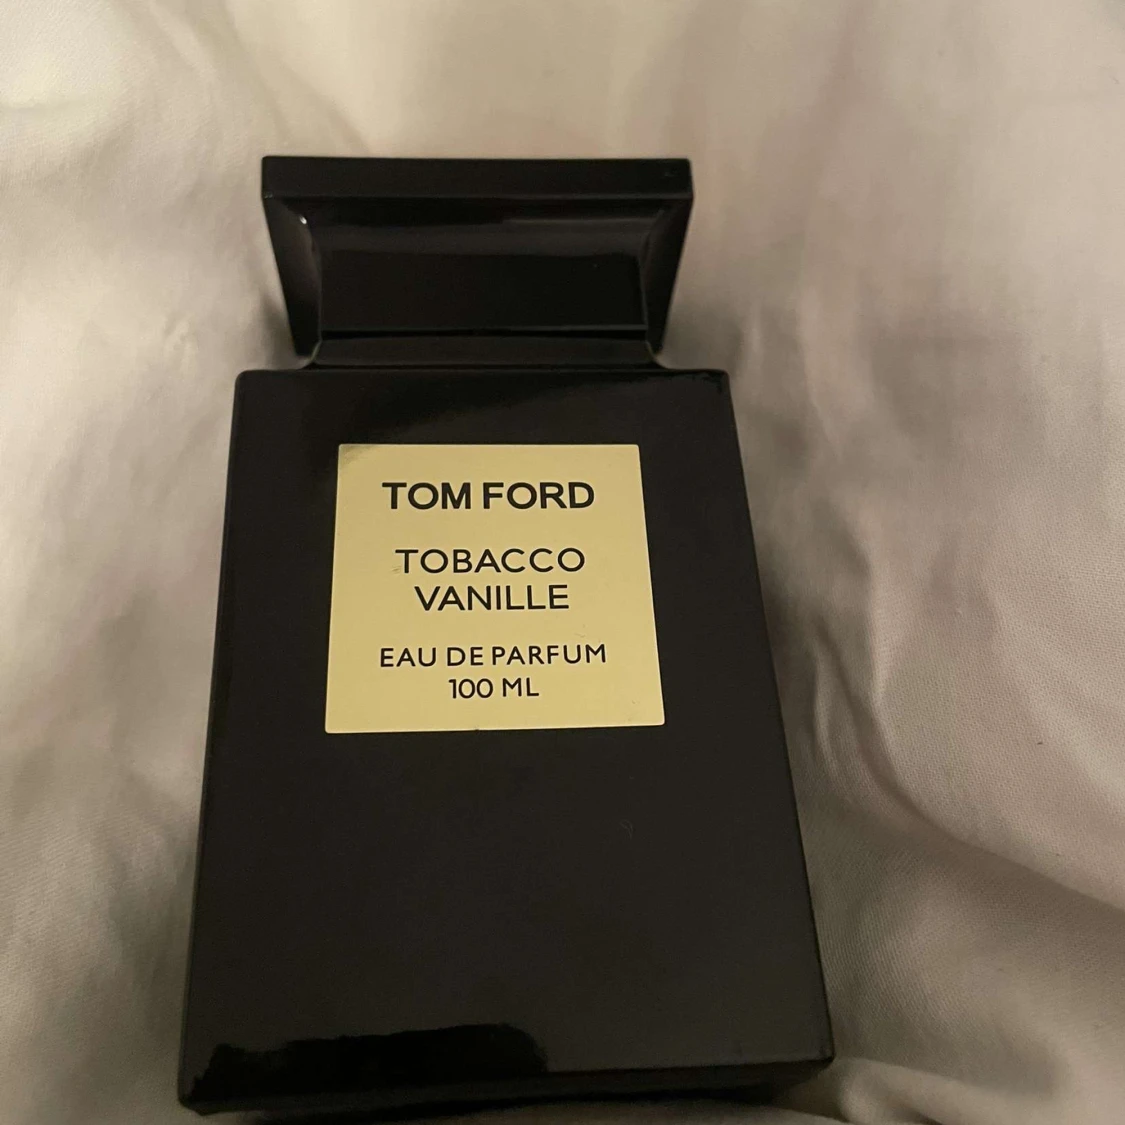 TOM FORD
TOBACCO
VANILLE
EAU DE PARFUM
100 ML